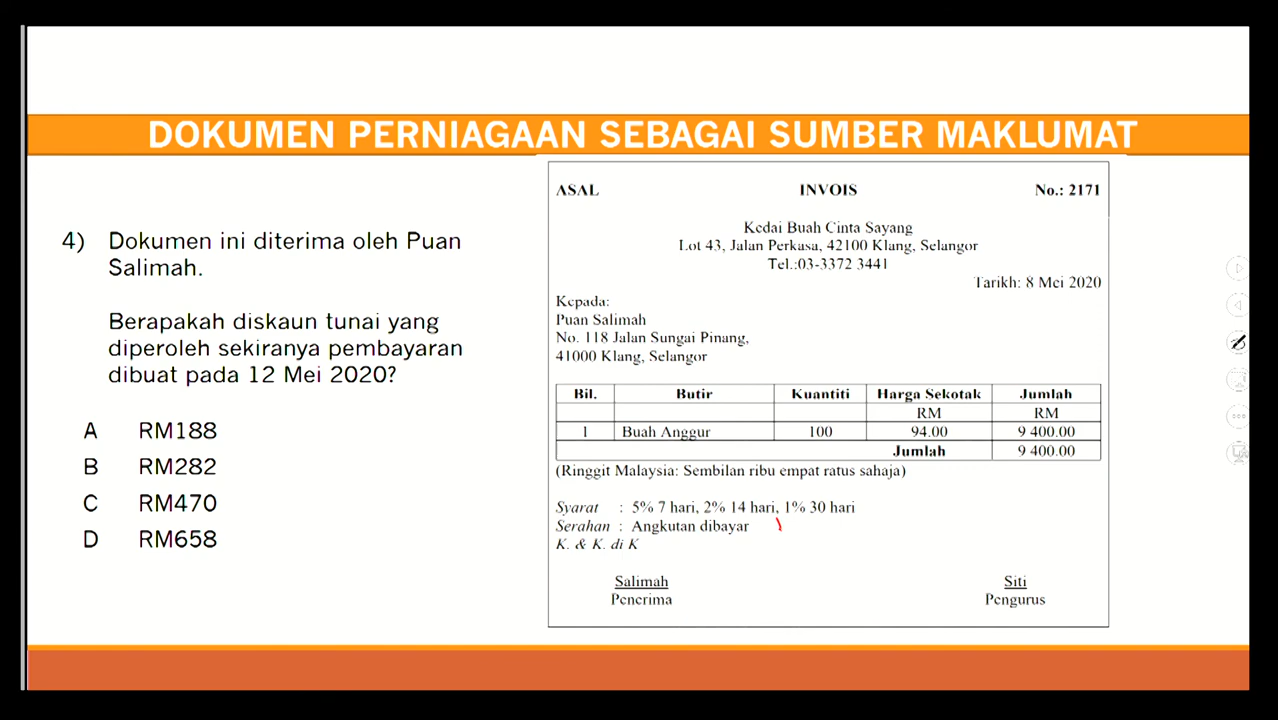 DOKUMEN PERNIAGAAN SEBAGAI SUMBER MAKLUMAT
4) Dokumen ini diterima oleh Puan
Salimah.
Berapakah diskaun tunai yang
diperoleh sekiranya pembayaran
dibuat pada 12 Mei 2020?
A RM188
B RM282
C RM470
D RM658
ASAL INVOIS No.: 2171
Kedai Buah Cinta Sayang
Lot 43, Jalan Perkasa, 42100 Klang, Selangor
Tel.:03-3372 3441
Tarikh: 8 Mei 2020
Kepada:
Puan Salimah
No. 118 Jalan Sungai Pinang,
41000 Klang, Selangor
Bil. Butir Kuantiti Harga Sekotak Jumlah
RM RM
1 Buah Anggur 100 94.00 9 400.00
Jumlah 9 400.00
(Ringgit Malaysia: Sembilan ribu empat ratus sahaja)
Syarat : 5% 7 hari, 2% 14 hari, 1% 30 hari
Serahan : Angkutan dibayar
K. & K. di K
Salimah Siti
Penerima Pengurus